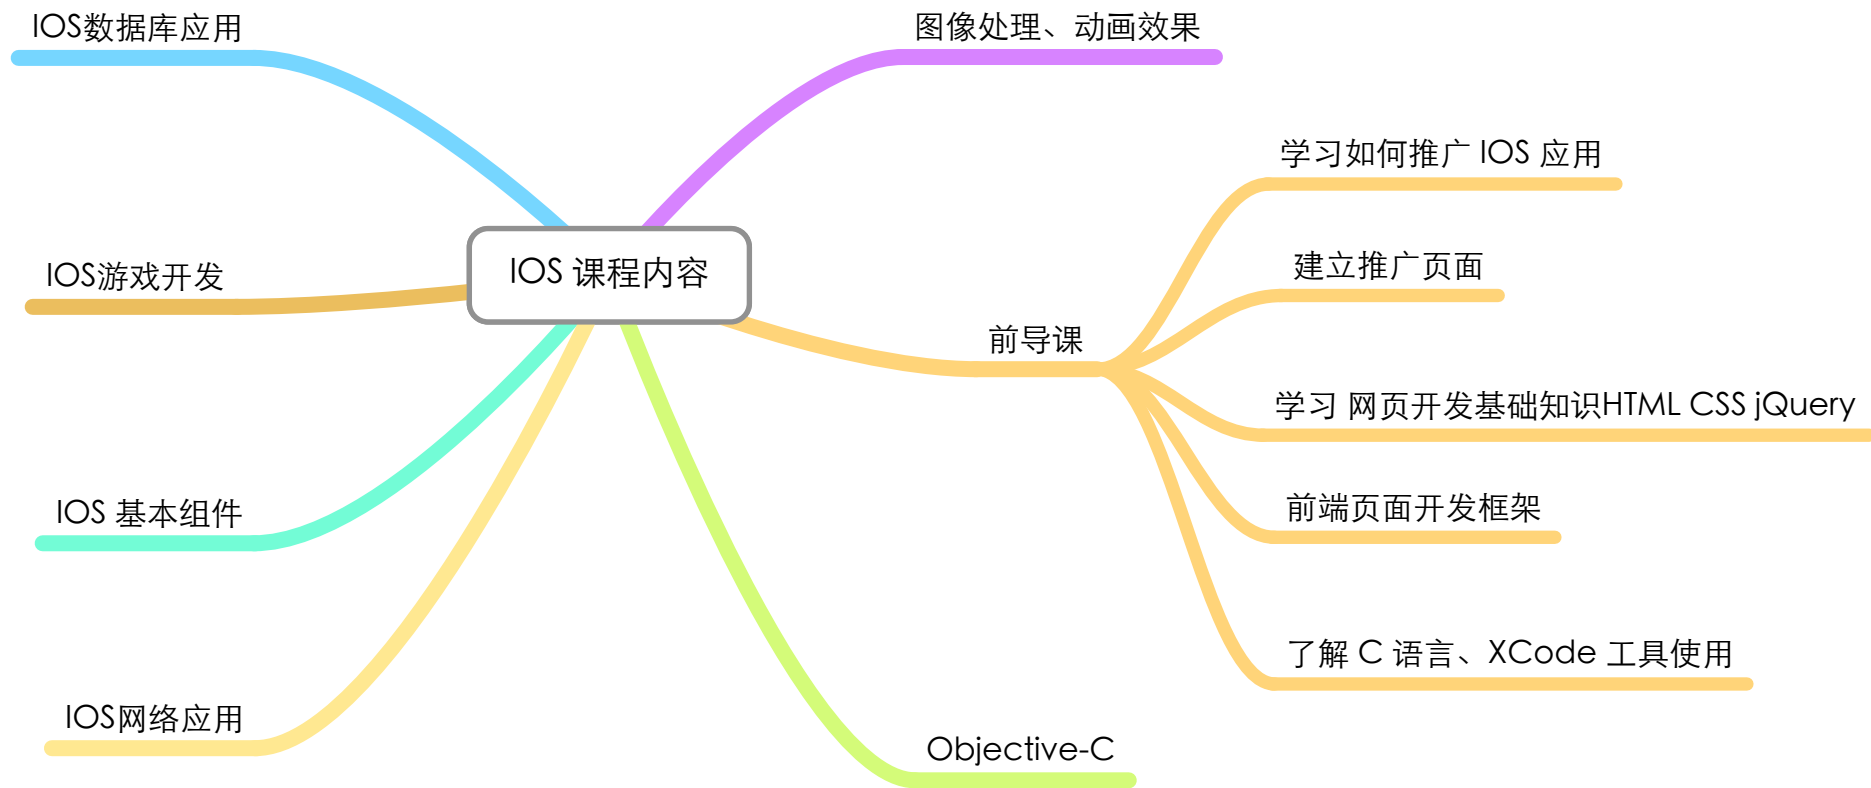 IOS数据库应用
图像处理、动画效果
学习如何推广 IOS 应用
建立推广页面
IOS游戏开发
IOS 课程内容
前导课
学习 网页开发基础知识HTML CSS jQuery
IOS 基本组件
前端页面开发框架
了解 C 语言、XCode 工具使用
IOS网络应用
Objective-C